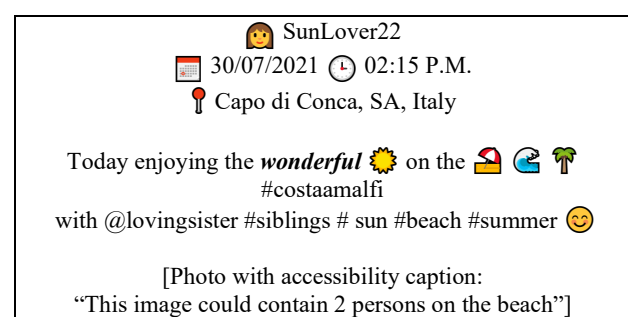 👩 SunLover22
📅 30/07/2021 🕒 02:15 P.M.
📍 Capo di Conca, SA, Italy
Today enjoying the wonderful ☀️ on the 🏖️ 🌊 🌴
#costaamalfi
with @lovingsister #siblings # sun #beach #summer 😊
[Photo with accessibility caption:
“This image could contain 2 persons on the beach”]